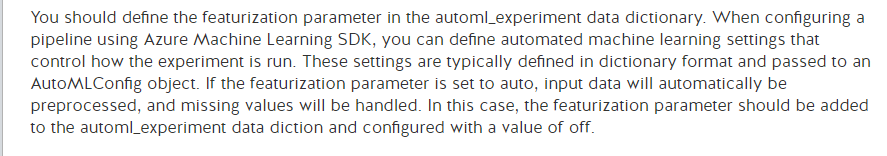 You should define the featurization parameter in the automl_experiment data dictionary. When configuring a
pipeline using Azure Machine Learning SDK, you can define automated machine learning settings that
control how the experiment is run. These settings are typically defined in dictionary format and passed to an
AutoMLConfig object. If the featurization parameter is set to auto, input data will automatically be
preprocessed, and missing values will be handled. In this case, the featurization parameter should be added
to the automl_experiment data diction and configured with a value of off.